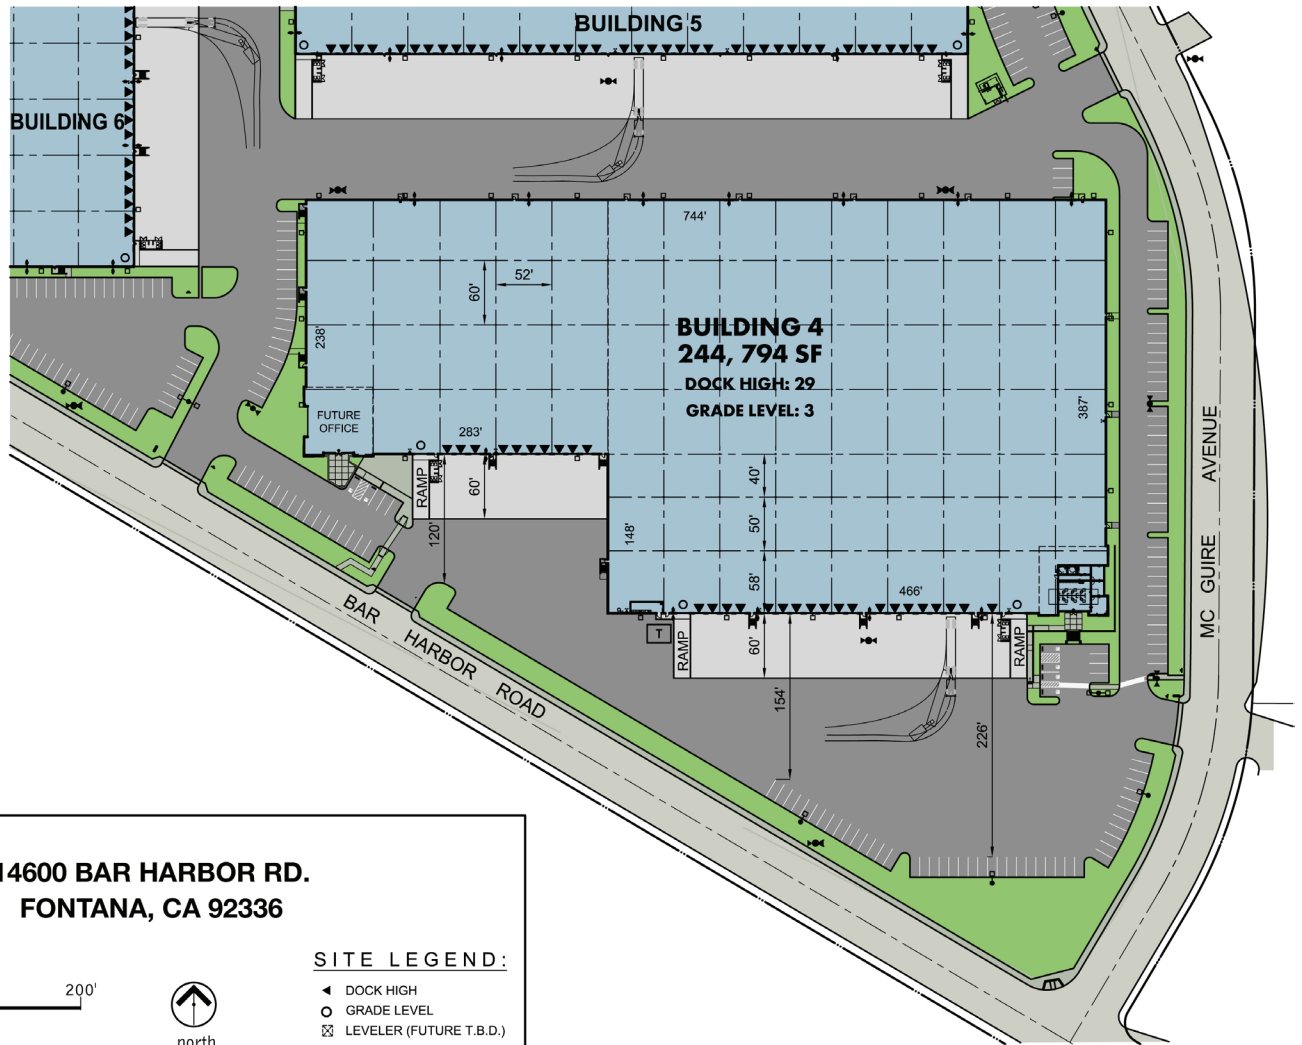 BUILDING 5
BUILDING 6
744'
52'
60'
238'
BUILDING 4
244, 794 SF
DOCK HIGH: 29
GRADE LEVEL: 3
387'
FUTURE
OFFICE
283'
RAMP
60'
120'
40'
50'
148'
58'
466'
T
RAMP
60'
RAMP
154'
226'
MC GUIRE AVENUE
BAR HARBOR ROAD
14600 BAR HARBOR RD.
FONTANA, CA 92336
200'
north
SITE LEGEND:
DOCK HIGH
GRADE LEVEL
LEVELER (FUTURE T.B.D.)